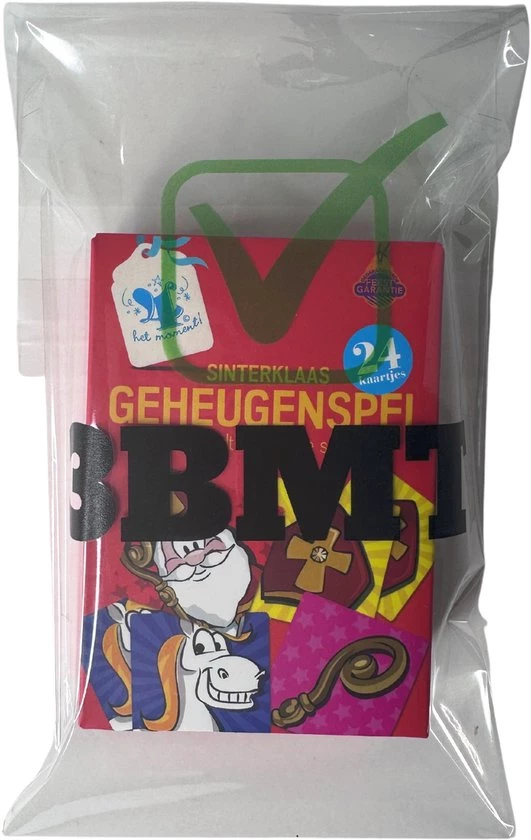 FEEST
GARANTIE
het moment!
24
kaartjes
SINTERKLAAS
GEHEUGENSPEL
BBMT